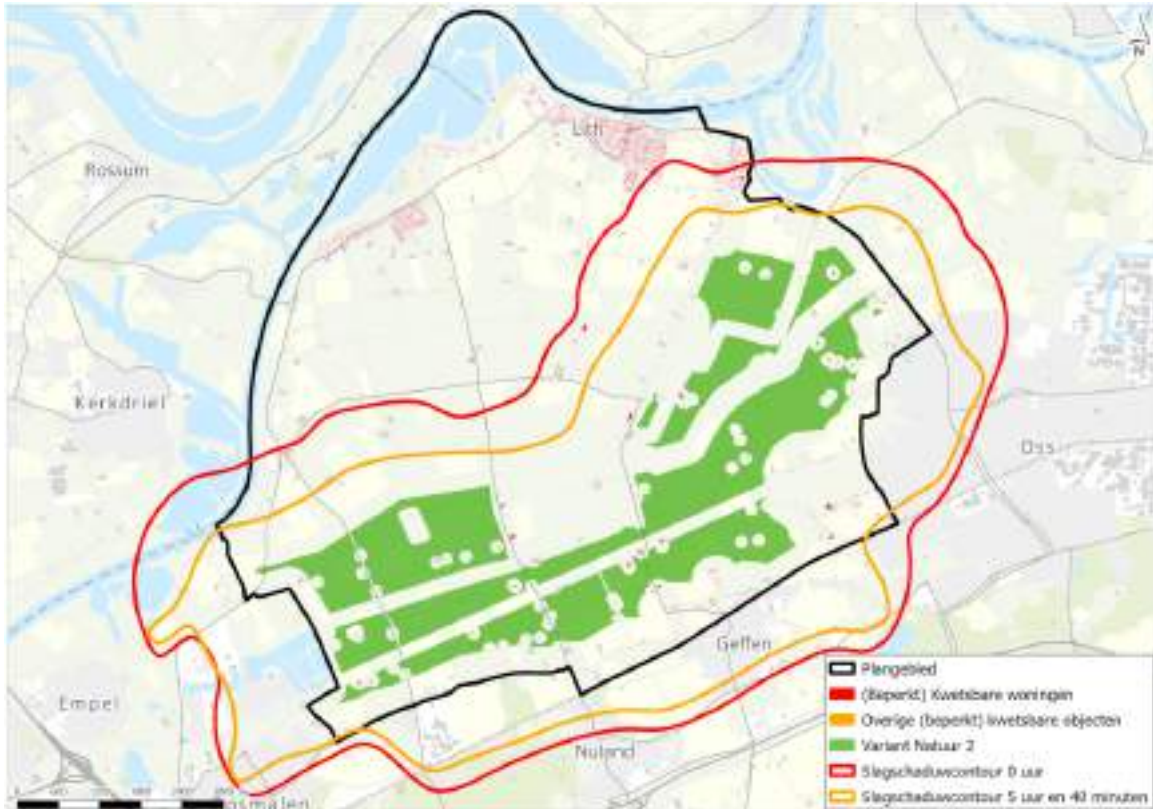 N
Lith
Rossum
Kerkdriel
Oss
Geffen
Empel
Nuland
Plangebied
(Beperkt) Kwetsbare woningen
Overige (beperkt) kwetsbare objecten
Variant Natuur 2
Slagschaduwcontour 0 uur
Slagschaduwcontour 5 uur en 40 minuten
osmalen